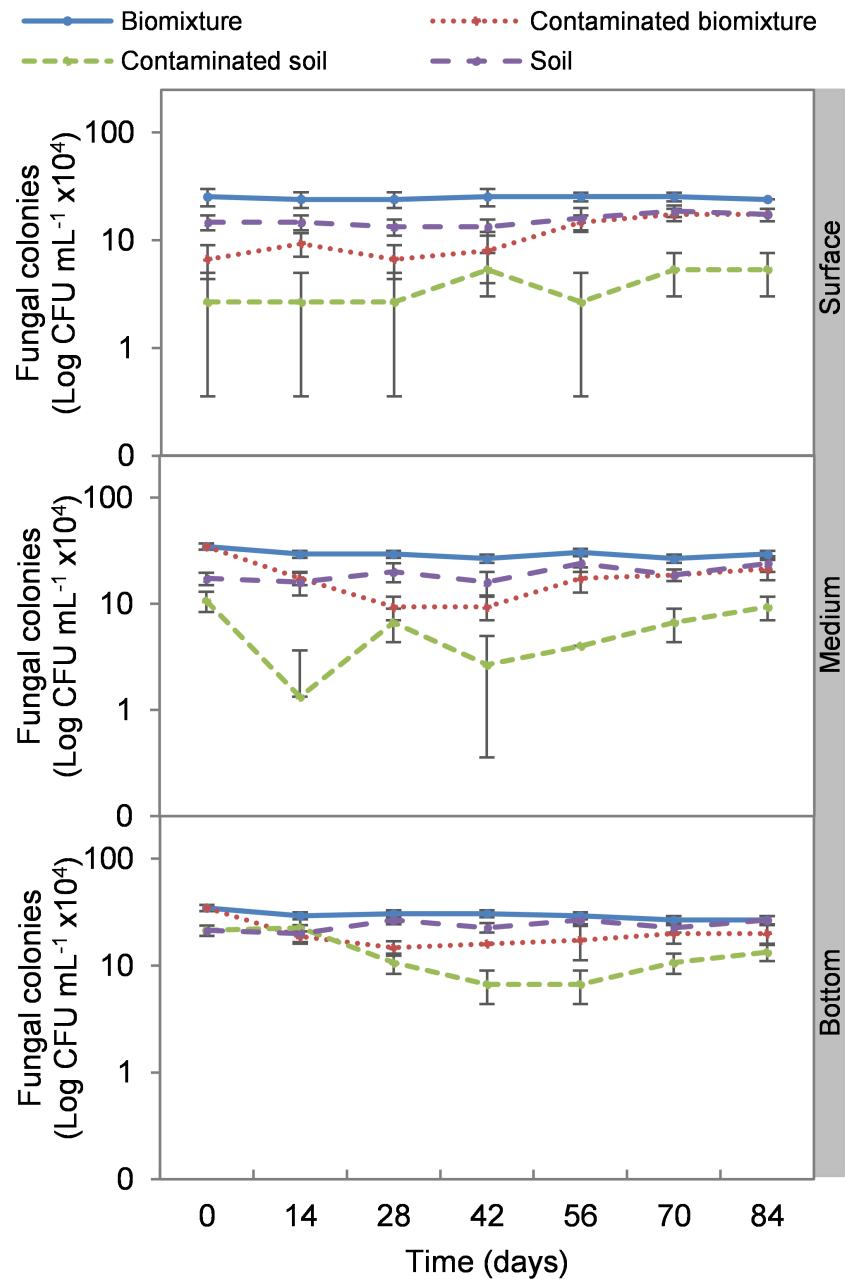 Biomixture
Contaminated biomixture
Contaminated soil
Soil
Fungal colonies
(Log CFU mL⁻¹ x10⁴)
100
10
1
0
Surface
Fungal colonies
(Log CFU mL⁻¹ x10⁴)
100
10
1
0
Medium
Fungal colonies
(Log CFU mL⁻¹ x10⁴)
100
10
1
0
Bottom
0 14 28 42 56 70 84
Time (days)